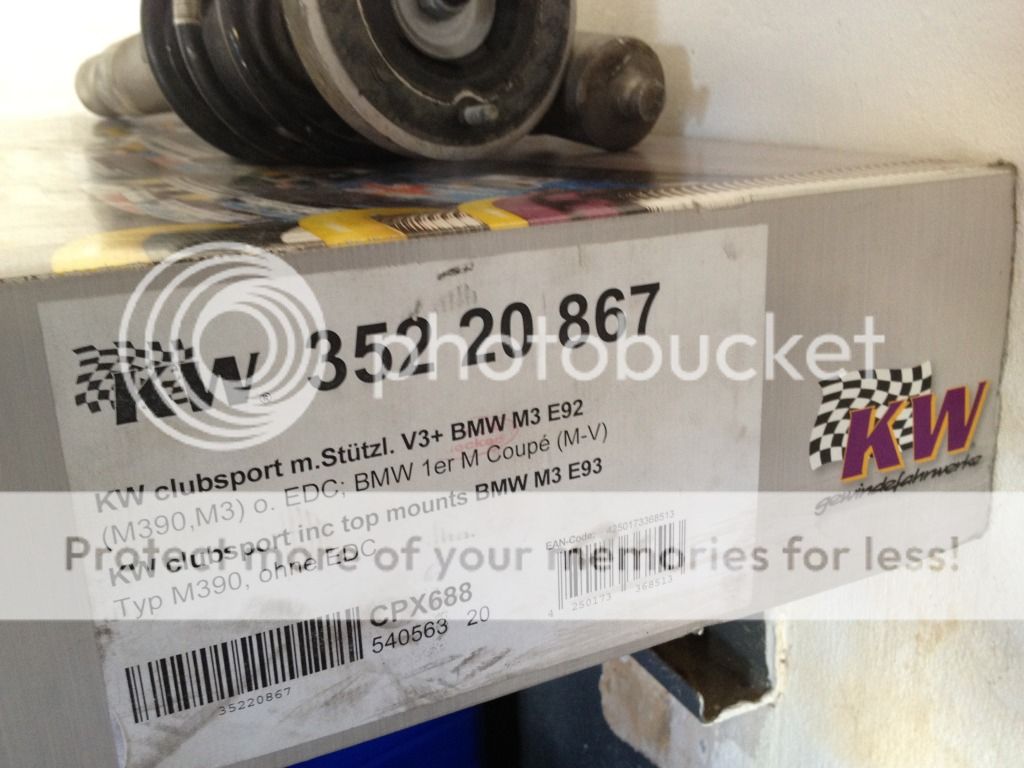 KW® 352 20 867
photobucket
KW clubsport m.Stützl. V3+ BMW M3 E92
(M390,M3) o. EDC; BMW 1er M Coupé (M-V)
KW clubsport inc top mounts BMW M3 E93
Typ M390, ohne EDC
KW
gewindefahrwerke
Protect more of your memories for less!
EAN-Code: 4250173368513
4 250173 368513
CPX688
540563 20
35220867